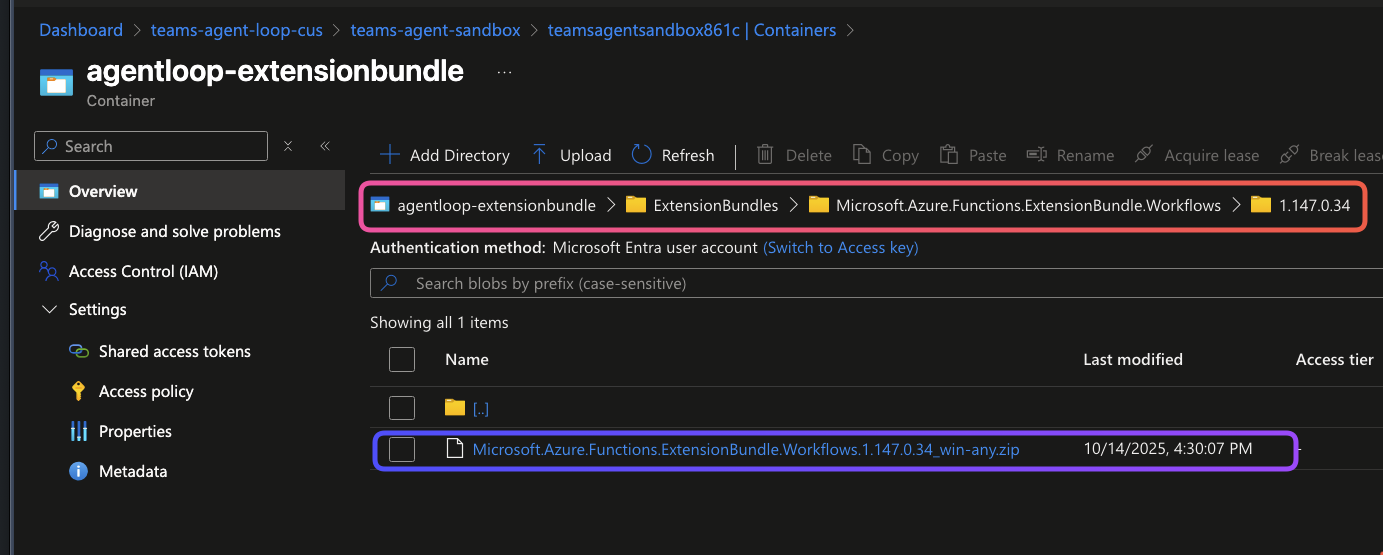 Dashboard > teams-agent-loop-cus > teams-agent-sandbox > teamsagentsandbox861c | Containers >
agentloop-extensionbundle ...
Container
Search
Add Directory Upload Refresh | Delete Copy Paste Rename Acquire lease Break leas
Overview
agentloop-extensionbundle > ExtensionBundles > Microsoft.Azure.Functions.ExtensionBundle.Workflows > 1.147.0.34
Diagnose and solve problems
Authentication method: Microsoft Entra user account (Switch to Access key)
Access Control (IAM)
Search blobs by prefix (case-sensitive)
Settings
Showing all 1 items
Shared access tokens
Name Last modified Access tier
Access policy
[..]
Properties
Microsoft.Azure.Functions.ExtensionBundle.Workflows.1.147.0.34_win-any.zip 10/14/2025, 4:30:07 PM -
Metadata